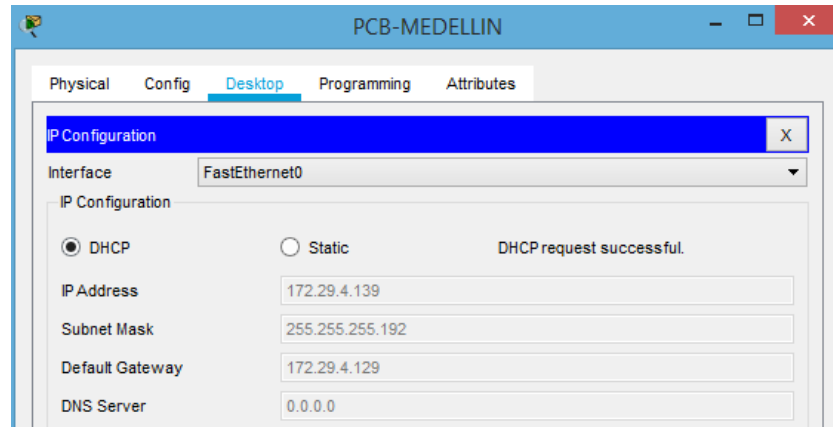 PCB-MEDELLIN
Physical Config Desktop Programming Attributes
IP Configuration X
Interface FastEthernet0
IP Configuration
DHCP Static DHCP request successful.
IP Address 172.29.4.139
Subnet Mask 255.255.255.192
Default Gateway 172.29.4.129
DNS Server 0.0.0.0